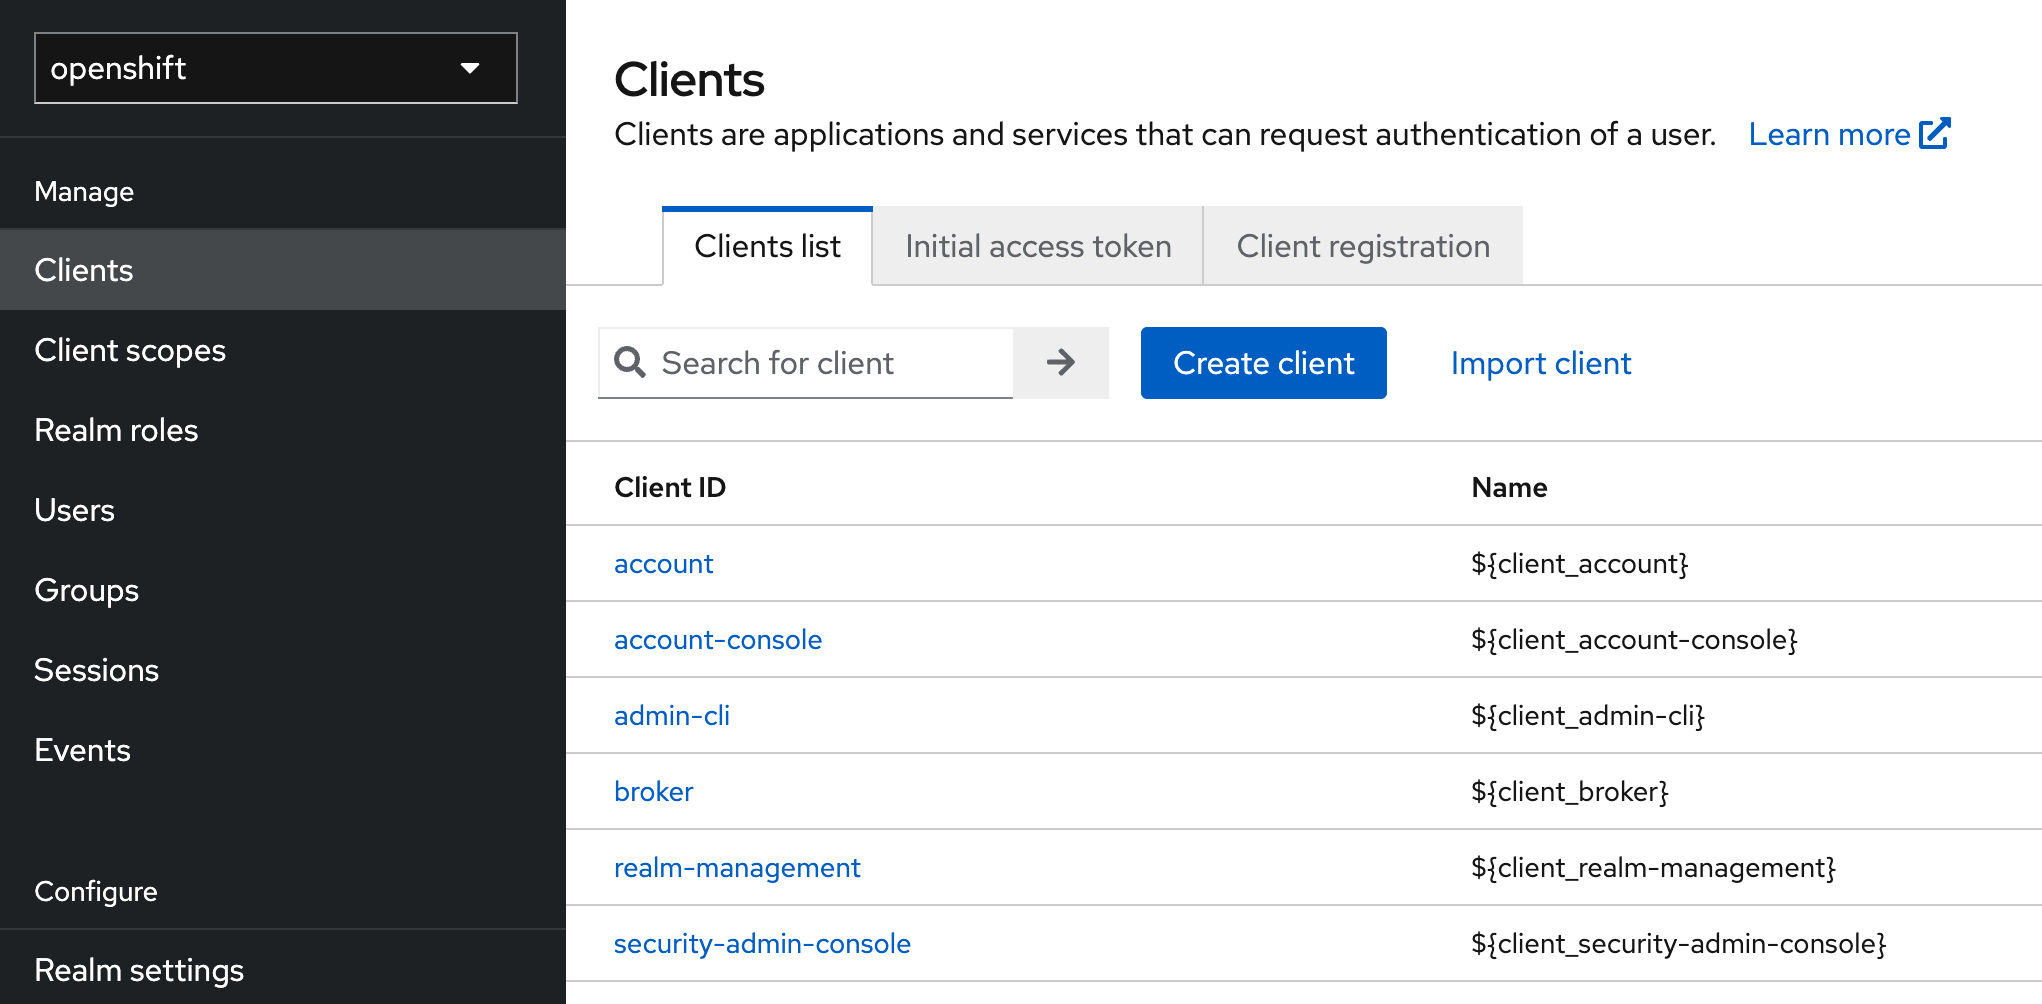 openshift
Manage
Clients
Client scopes
Realm roles
Users
Groups
Sessions
Events
Configure
Realm settings
Clients
Clients are applications and services that can request authentication of a user. Learn more
Clients list Initial access token Client registration
Search for client Create client Import client
Client ID Name
account ${client_account}
account-console ${client_account-console}
admin-cli ${client_admin-cli}
broker ${client_broker}
realm-management ${client_realm-management}
security-admin-console ${client_security-admin-console}